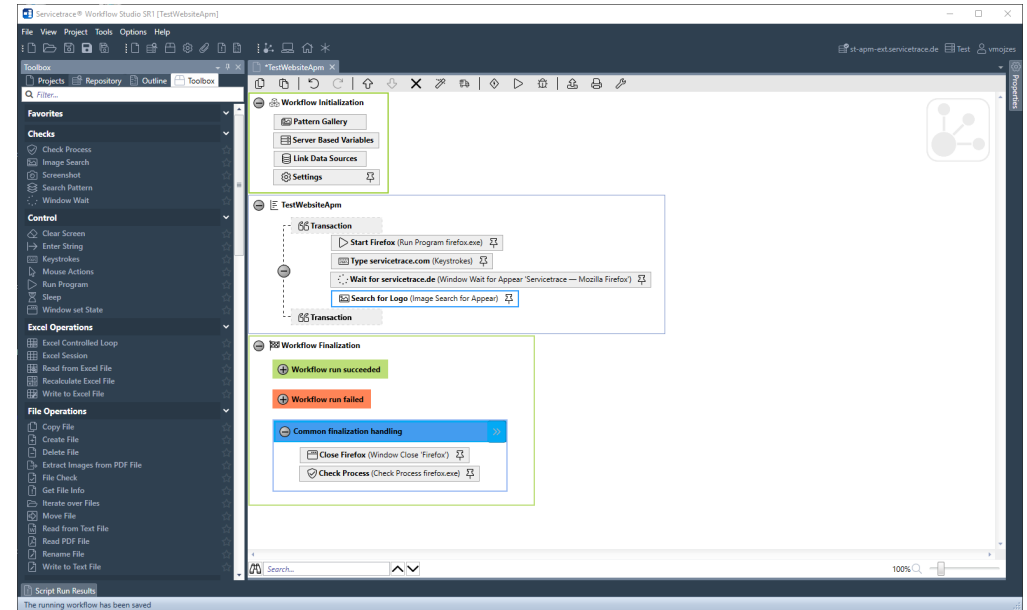 Servicetrace® Workflow Studio SR1 [TestWebsiteApm]
File View Project Tools Options Help
st-apm-ext.servicetrace.de Test vmojzes
Toolbox
Projects Repository Outline Toolbox
Filter...
Favorites
Checks
Check Process
Image Search
Screenshot
Search Pattern
Window Wait
Control
Clear Screen
Enter String
Keystrokes
Mouse Actions
Run Program
Sleep
Window set State
Excel Operations
Excel Controlled Loop
Excel Session
Read from Excel File
Recalculate Excel File
Write to Excel File
File Operations
Copy File
Create File
Delete File
Extract Images from PDF File
File Check
Get File Info
Iterate over Files
Move File
Read from Text File
Read PDF File
Rename File
Write to Text File
*TestWebsiteApm
Workflow Initialization
Pattern Gallery
Server Based Variables
Link Data Sources
Settings
TestWebsiteApm
Transaction
Start Firefox (Run Program firefox.exe)
Type servicetrace.com (Keystrokes)
Wait for servicetrace.de (Window Wait for Appear 'Servicetrace — Mozilla Firefox')
Search for Logo (Image Search for Appear)
Transaction
Workflow Finalization
Workflow run succeeded
Workflow run failed
Common finalization handling
Close Firefox (Window Close 'Firefox')
Check Process (Check Process firefox.exe)
Search...
100%
Properties
Script Run Results
The running workflow has been saved